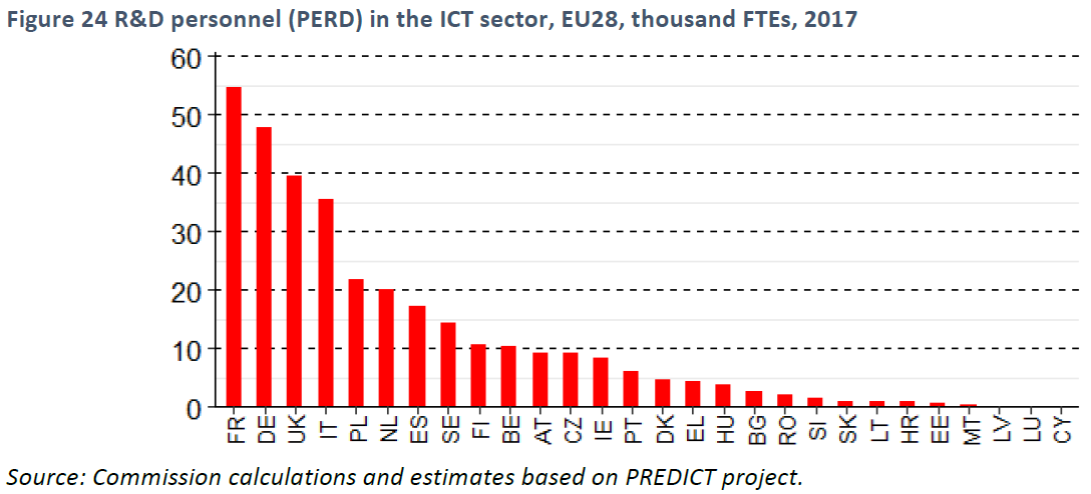 Figure 24 R&D personnel (PERD) in the ICT sector, EU28, thousand FTEs, 2017
60
50
40
30
20
10
0
FR DE UK IT PL NL ES SE FI BE AT CZ IE PT DK EL HU BG RO SI SK LT HR EE MT LV LU CY
Source: Commission calculations and estimates based on PREDICT project.